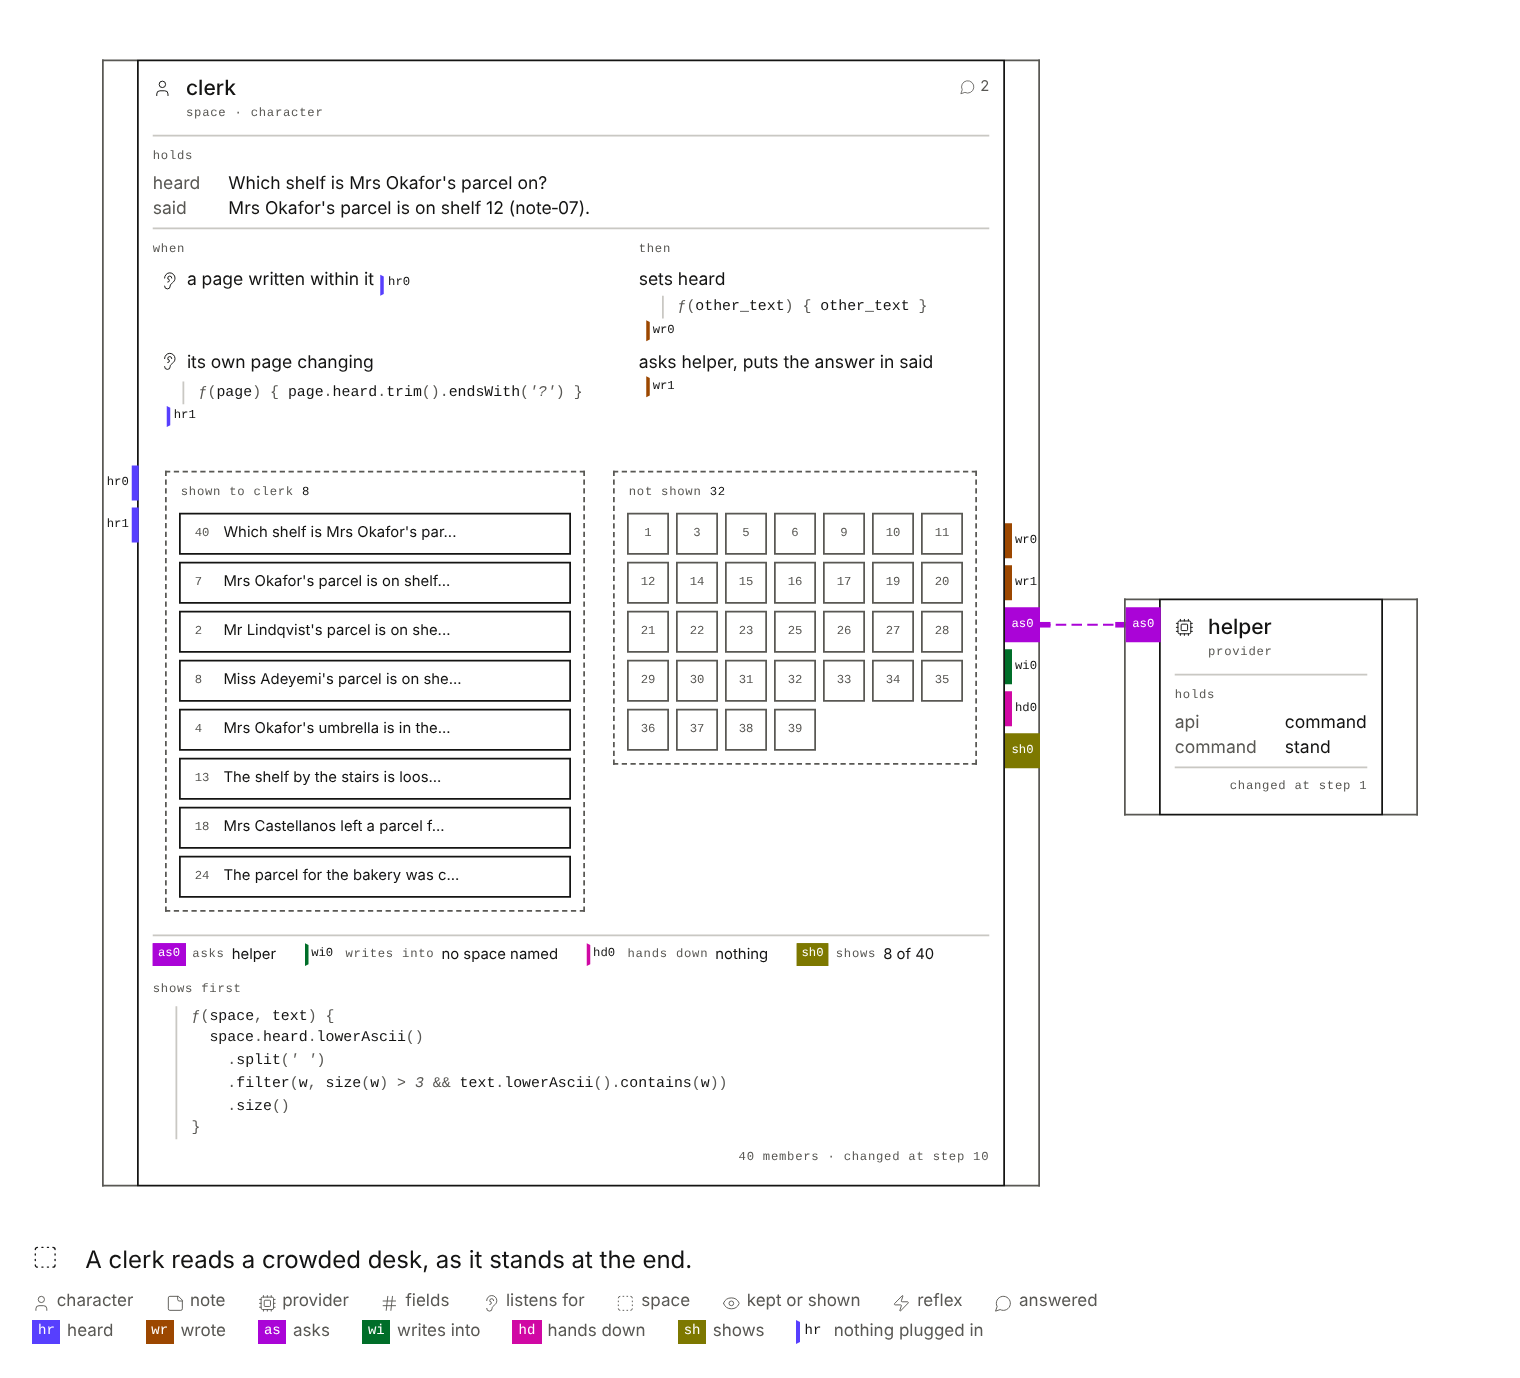 clerk
2
space · character
holds
heard Which shelf is Mrs Okafor's parcel on?
said Mrs Okafor's parcel is on shelf 12 (note-07).
when then
a page written within it hr0 sets heard
ƒ(other_text) { other_text }
wr0
its own page changing asks helper, puts the answer in said
ƒ(page) { page.heard.trim().endsWith('?') } wr1
hr1
hr0
hr1
shown to clerk 8
40 Which shelf is Mrs Okafor's par...
7 Mrs Okafor's parcel is on shelf...
2 Mr Lindqvist's parcel is on she...
8 Miss Adeyemi's parcel is on she...
4 Mrs Okafor's umbrella is in the...
13 The shelf by the stairs is loos...
18 Mrs Castellanos left a parcel f...
24 The parcel for the bakery was c...
not shown 32
1 3 5 6 9 10 11
12 14 15 16 17 19 20
21 22 23 25 26 27 28
29 30 31 32 33 34 35
36 37 38 39
wr0
wr1
as0
wi0
hd0
sh0
as0
helper
provider
holds
api command
command stand
changed at step 1
as0 asks helper wi0 writes into no space named hd0 hands down nothing sh0 shows 8 of 40
shows first
ƒ(space, text) {
space.heard.lowerAscii()
.split(' ')
.filter(w, size(w) > 3 && text.lowerAscii().contains(w))
.size()
}
40 members · changed at step 10
A clerk reads a crowded desk, as it stands at the end.
character note provider fields listens for space kept or shown reflex answered
hr heard wr wrote as asks wi writes into hd hands down sh shows hr nothing plugged in